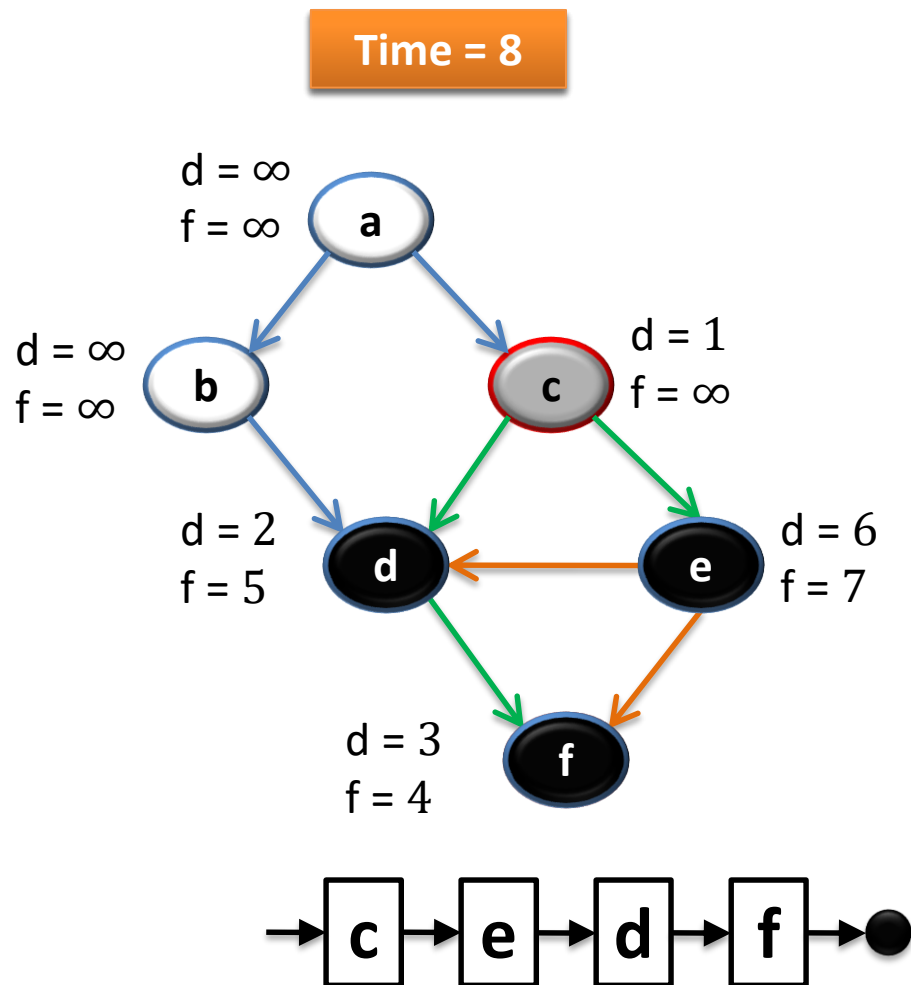 Time = 8
d = ∞
f = ∞
a
d = ∞
f = ∞
b
c
d = 1
f = ∞
d = 2
f = 5
d
e
d = 6
f = 7
d = 3
f = 4
f
c e d f